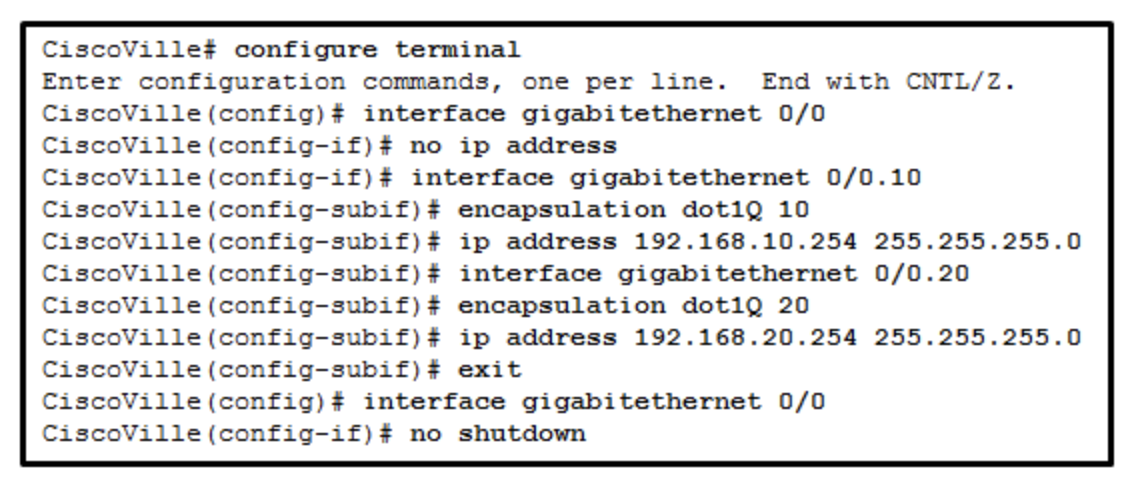 CiscoVille# configure terminal
Enter configuration commands, one per line.  End with CNTL/Z.
CiscoVille(config)# interface gigabitethernet 0/0
CiscoVille(config-if)# no ip address
CiscoVille(config-if)# interface gigabitethernet 0/0.10
CiscoVille(config-subif)# encapsulation dot1Q 10
CiscoVille(config-subif)# ip address 192.168.10.254 255.255.255.0
CiscoVille(config-subif)# interface gigabitethernet 0/0.20
CiscoVille(config-subif)# encapsulation dot1Q 20
CiscoVille(config-subif)# ip address 192.168.20.254 255.255.255.0
CiscoVille(config-subif)# exit
CiscoVille(config)# interface gigabitethernet 0/0
CiscoVille(config-if)# no shutdown